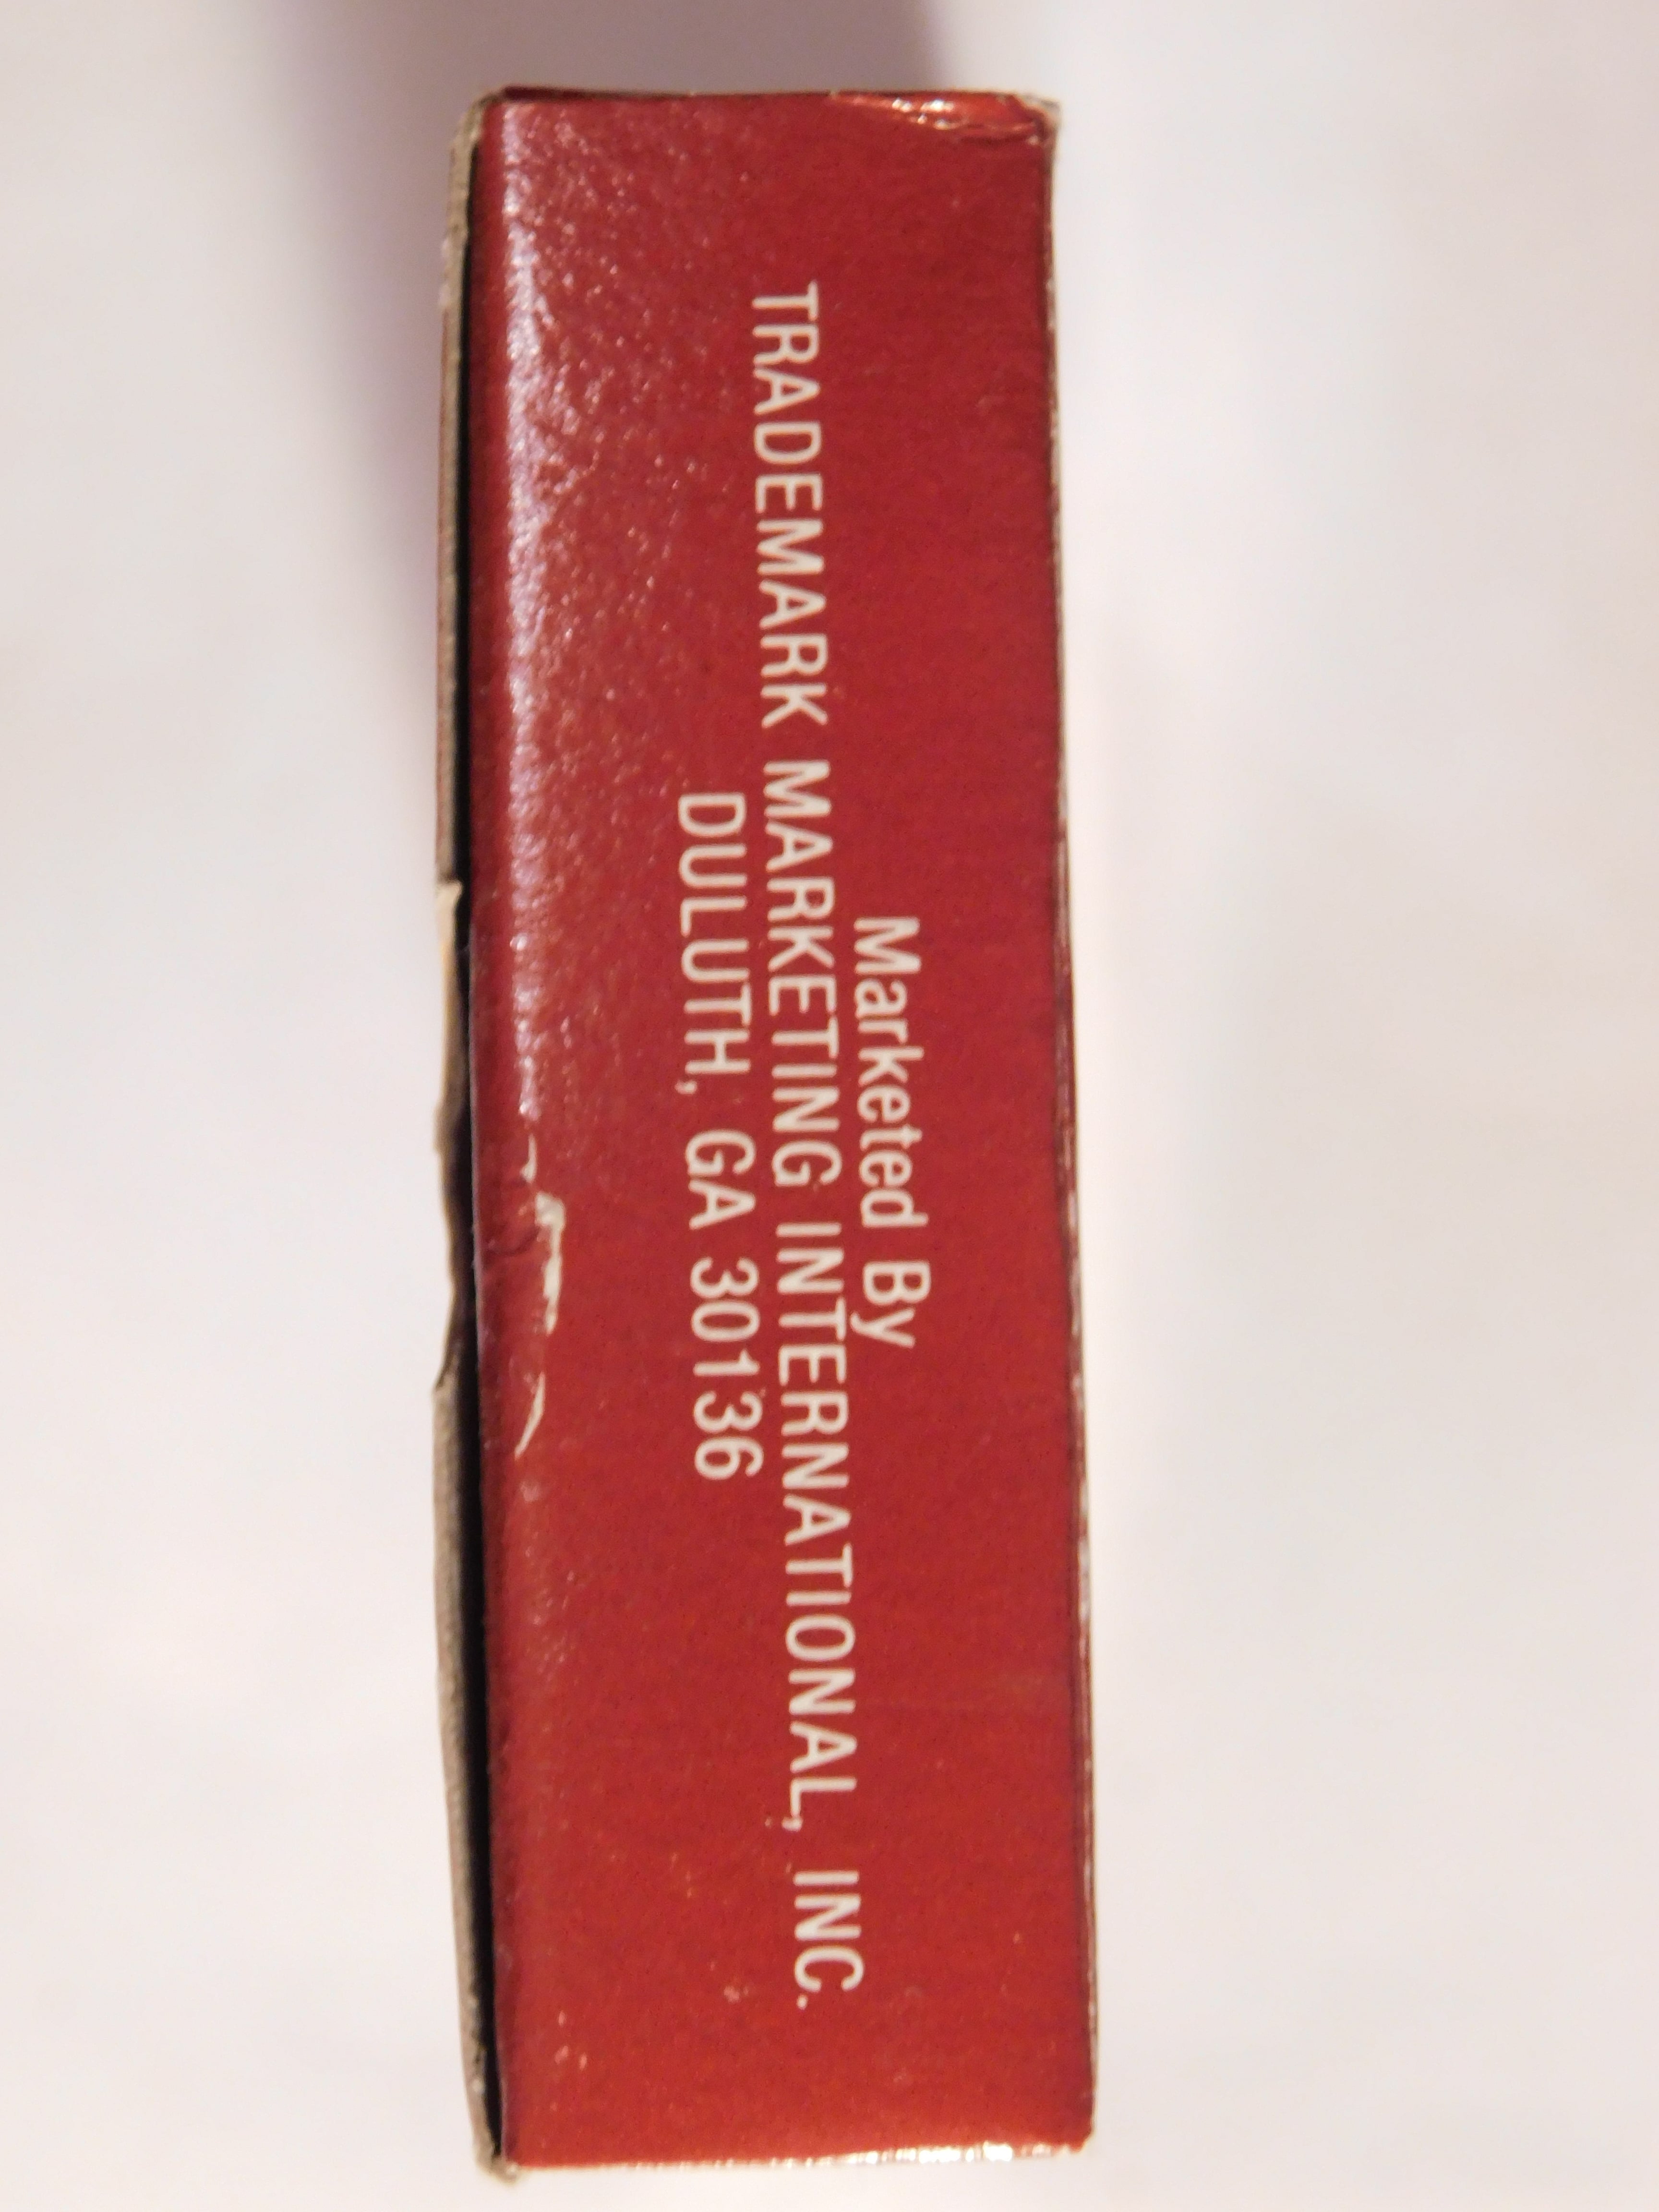 Marketed By
TRADEMARK MARKETING INTERNATIONAL, INC.
DULUTH, GA 30136